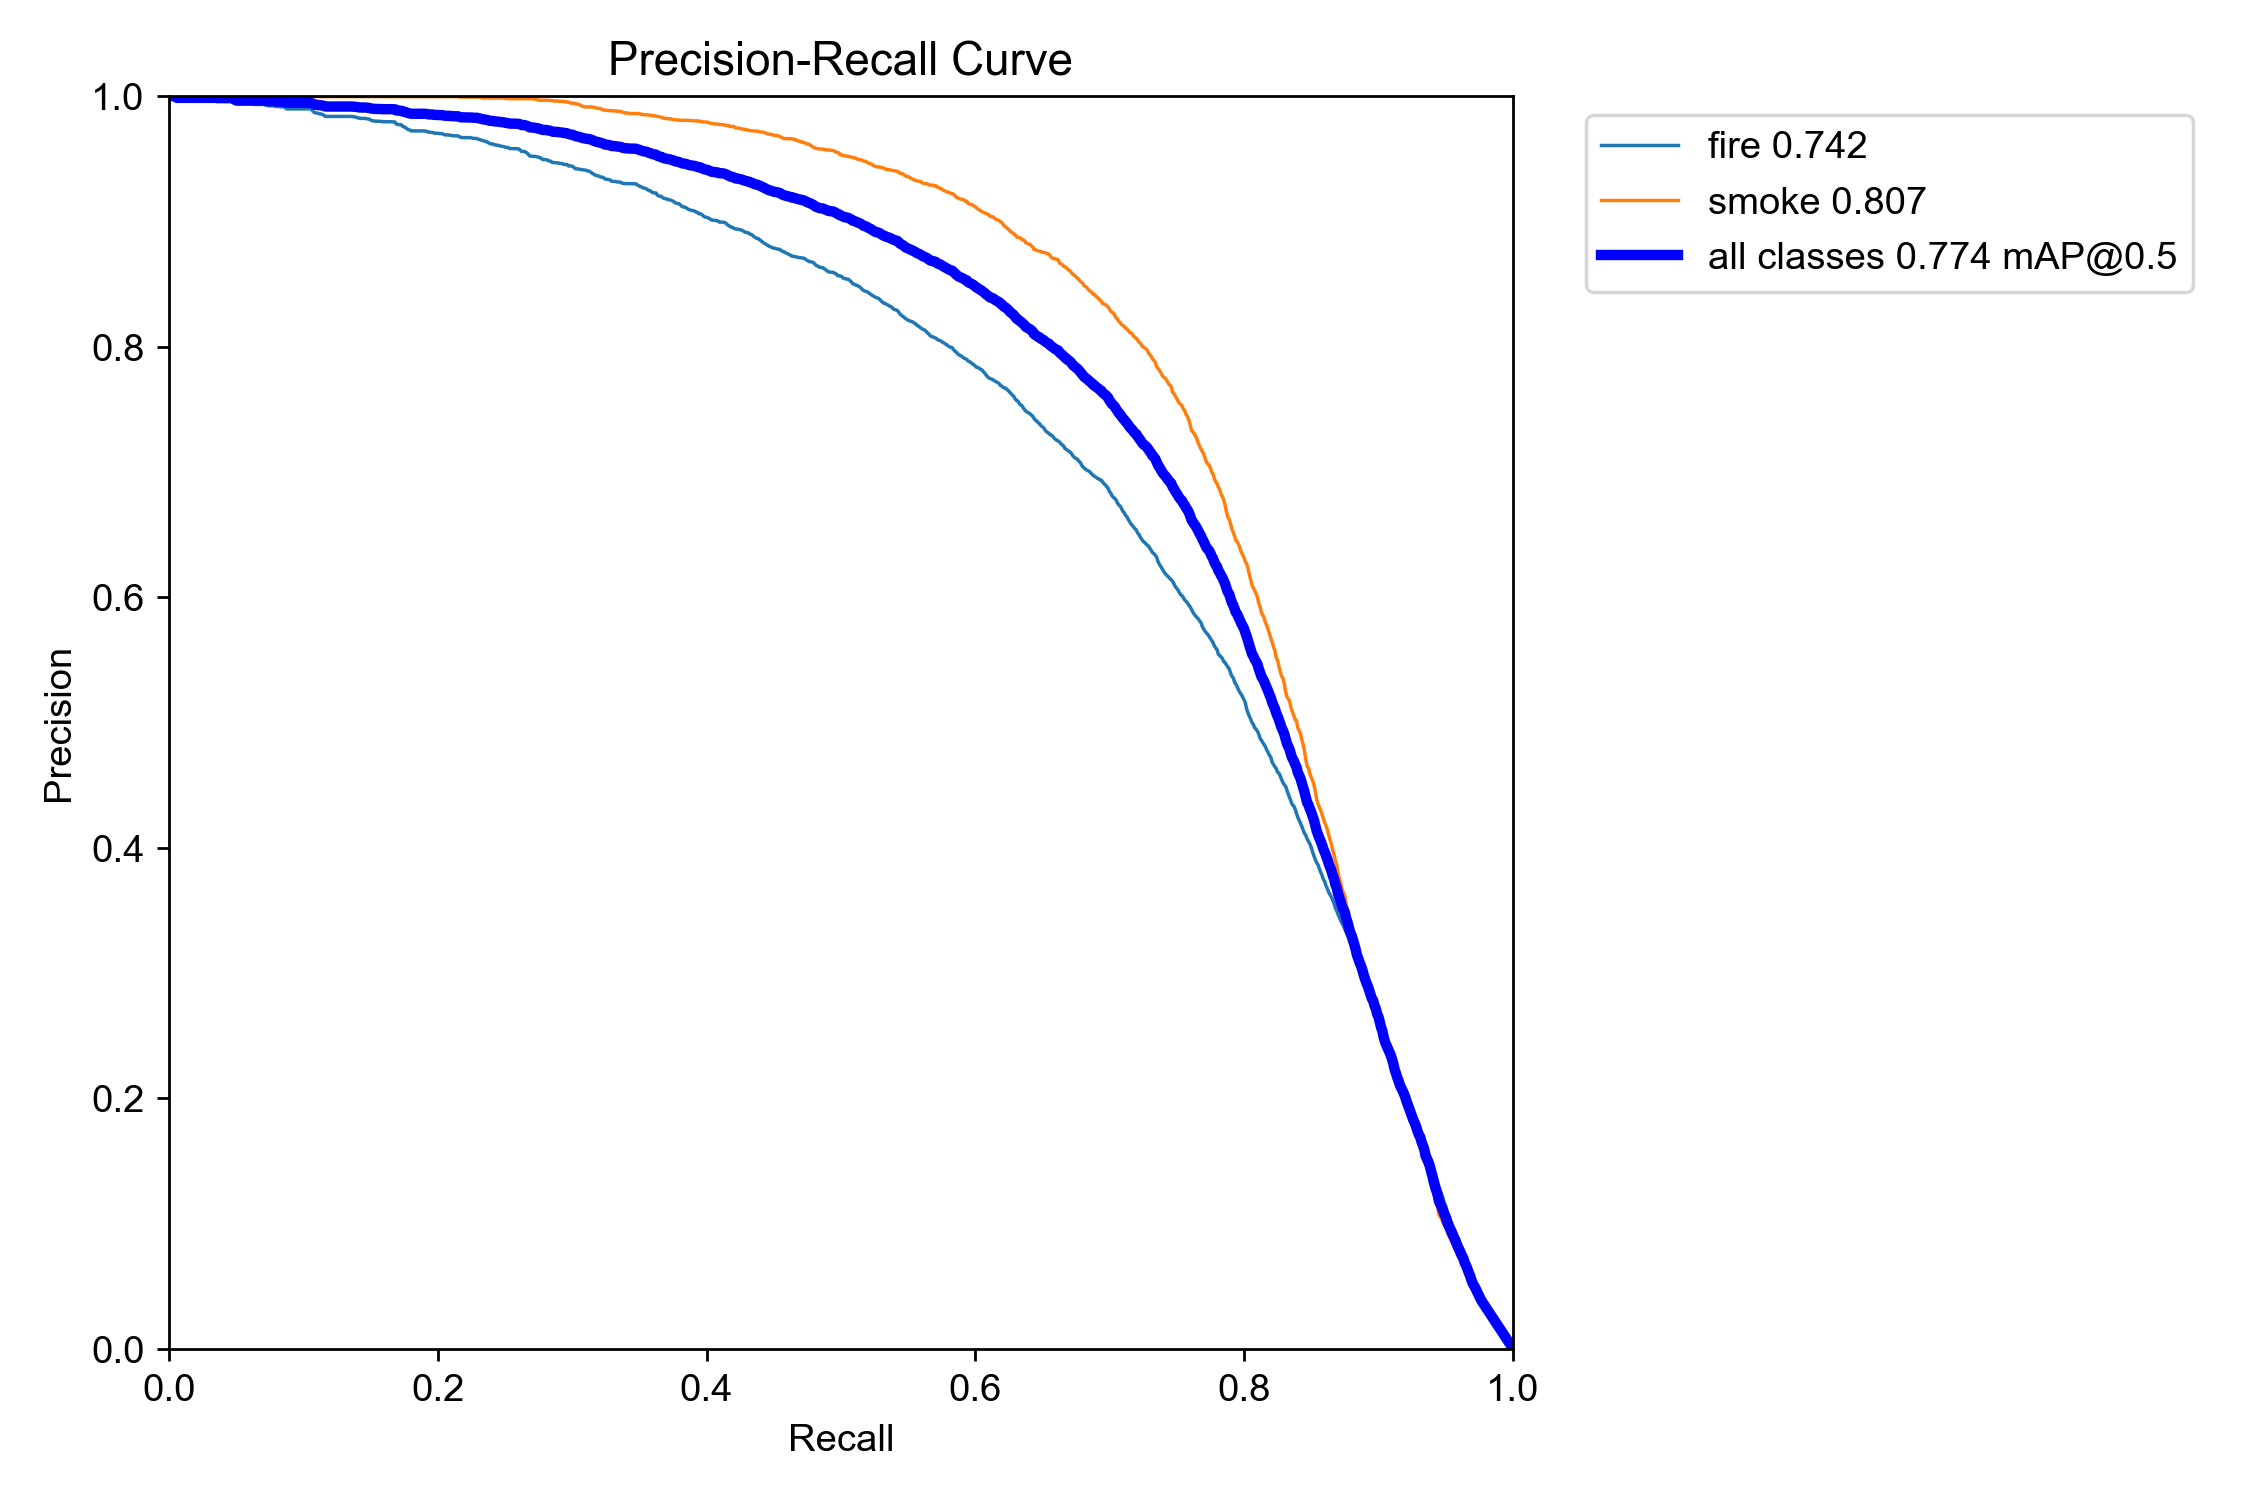 Precision-Recall Curve
1.0
0.8
0.6
0.4
0.2
0.0
Precision
0.0 0.2 0.4 0.6 0.8 1.0
Recall
fire 0.742
smoke 0.807
all classes 0.774 mAP@0.5